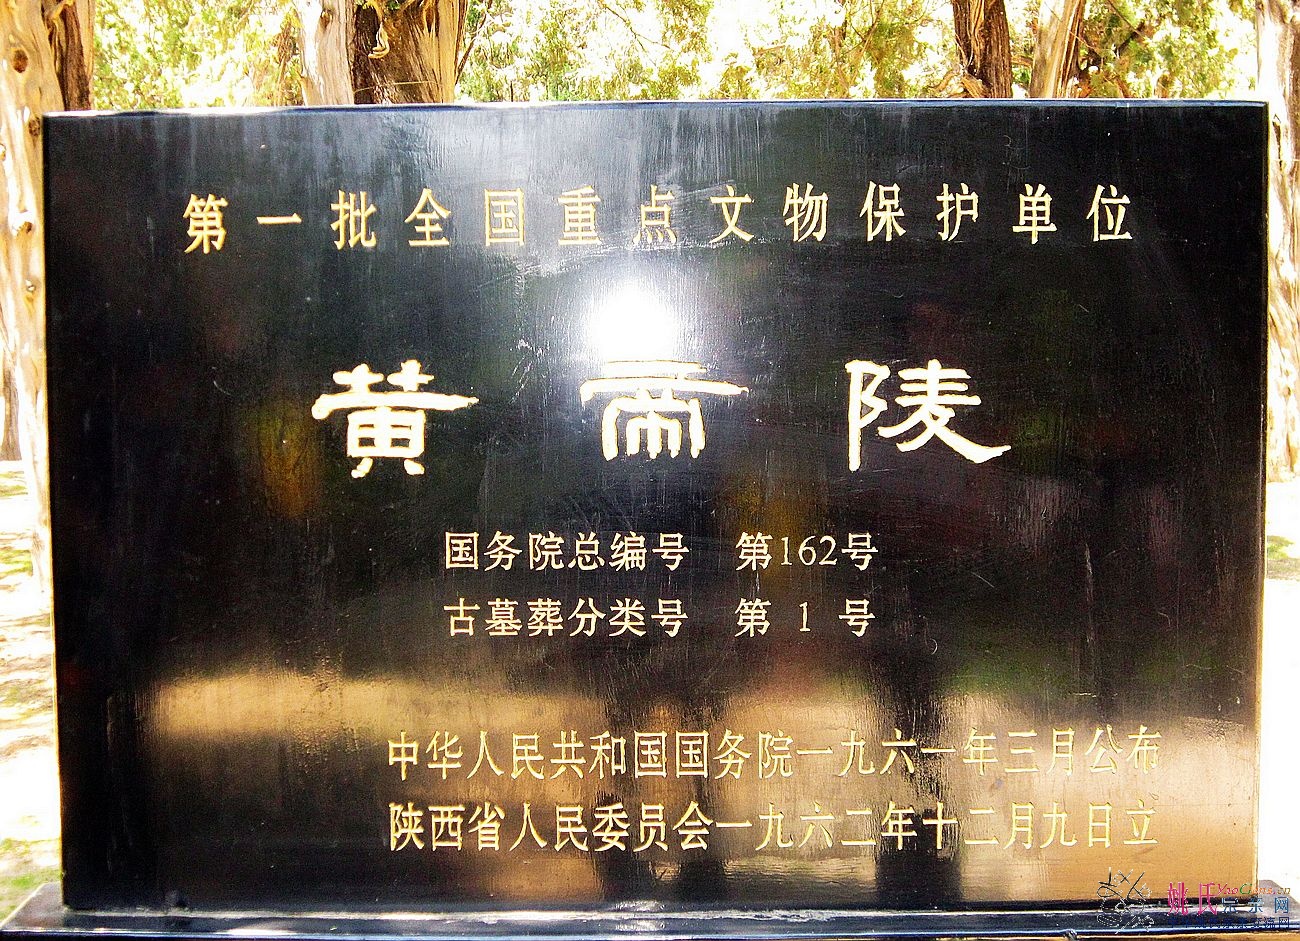 第一批全国重点文物保护单位
黄帝陵
国务院总编号 第162号
古墓葬分类号 第 1 号
中华人民共和国国务院一九六一年三月公布
陕西省人民委员会一九六二年十二月九日立
姚氏宗亲网